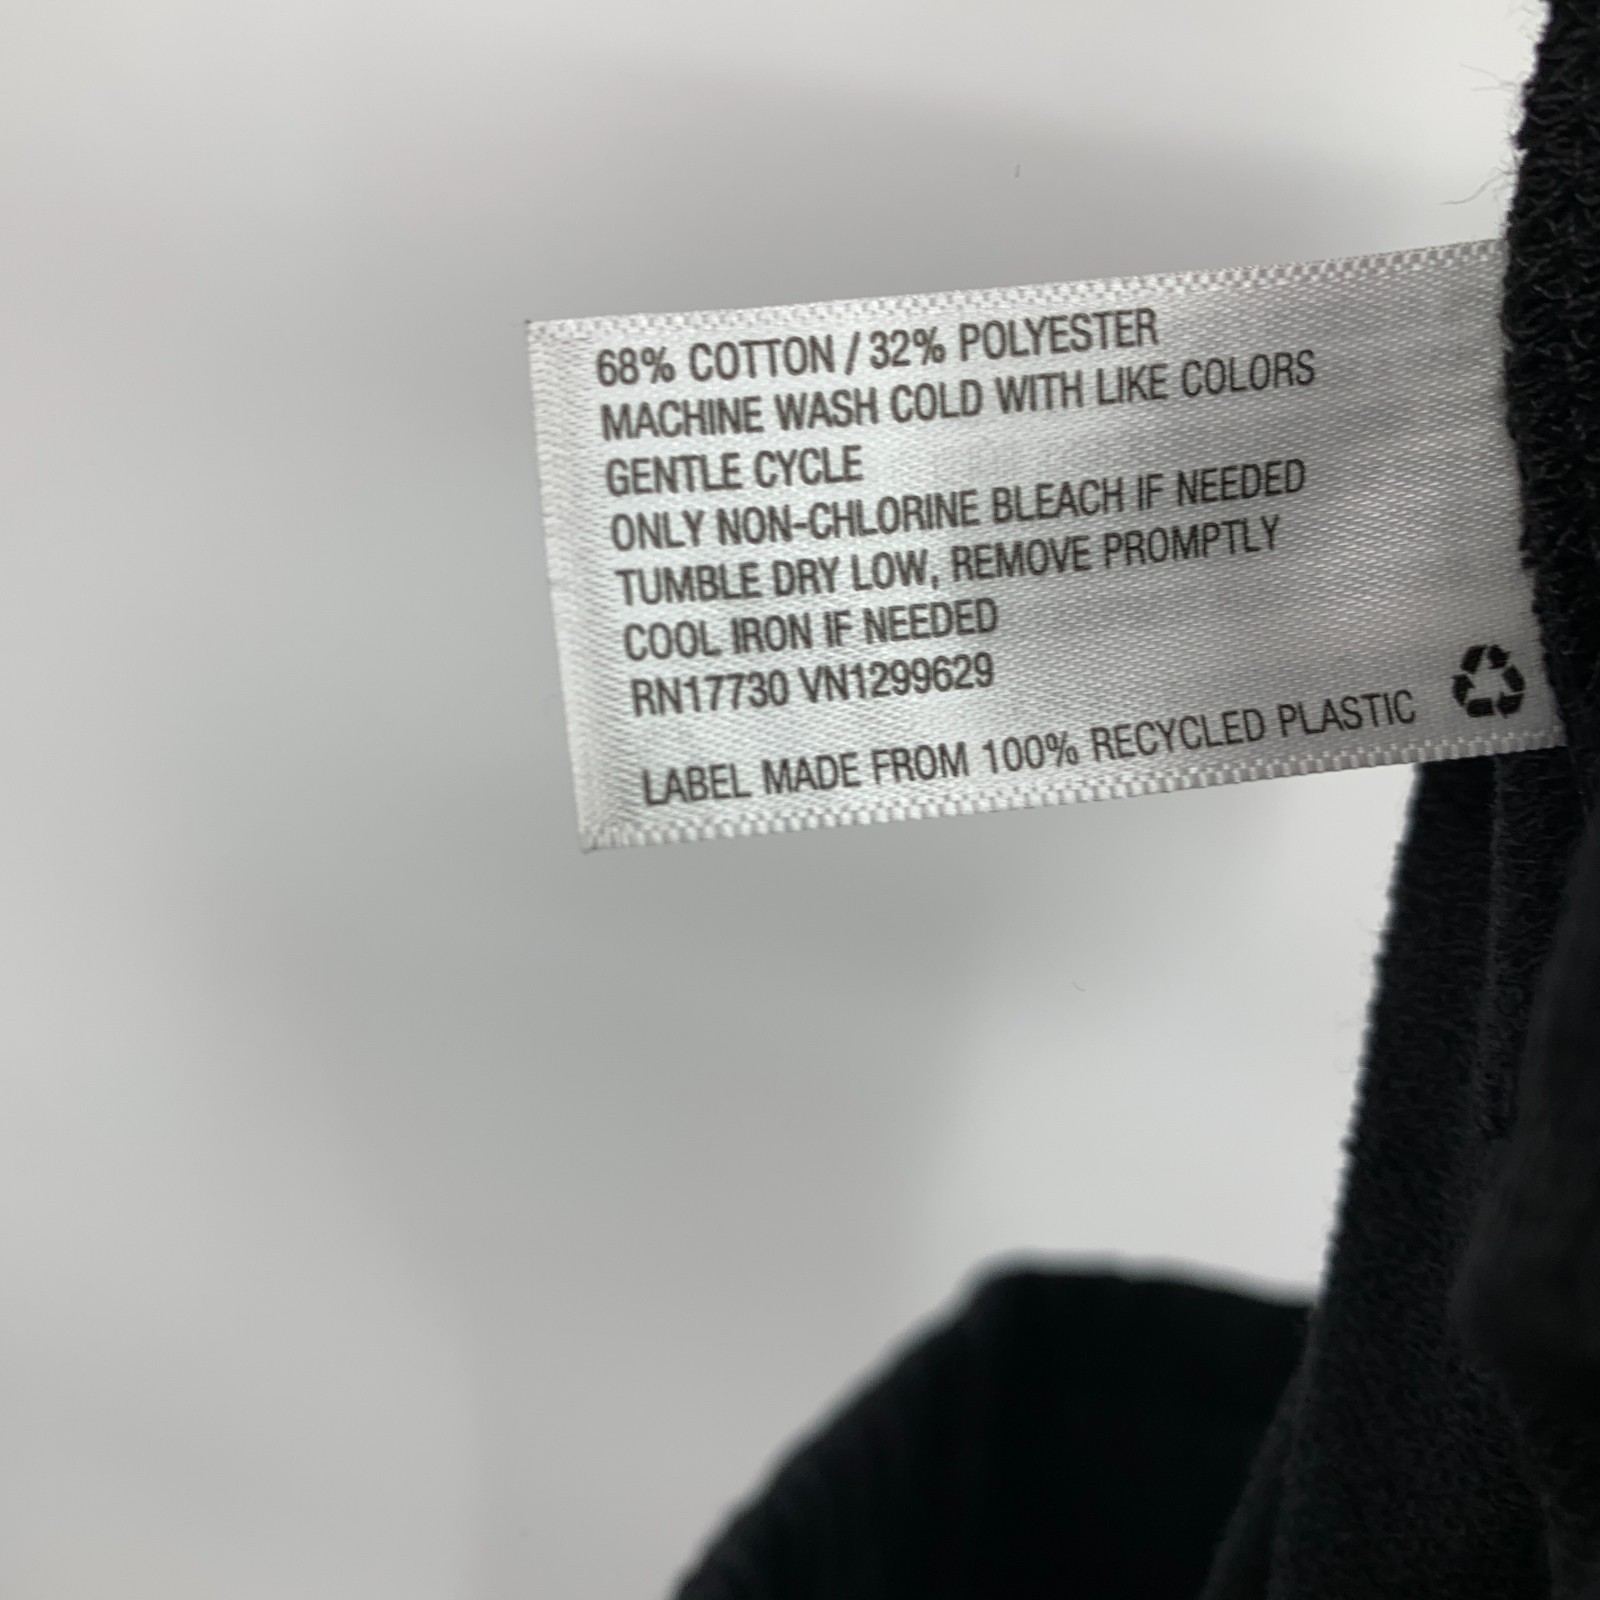 68% COTTON / 32% POLYESTER
MACHINE WASH COLD WITH LIKE COLORS
GENTLE CYCLE
ONLY NON-CHLORINE BLEACH IF NEEDED
TUMBLE DRY LOW, REMOVE PROMPTLY
COOL IRON IF NEEDED
RN17730 VN1299629
LABEL MADE FROM 100% RECYCLED PLASTIC